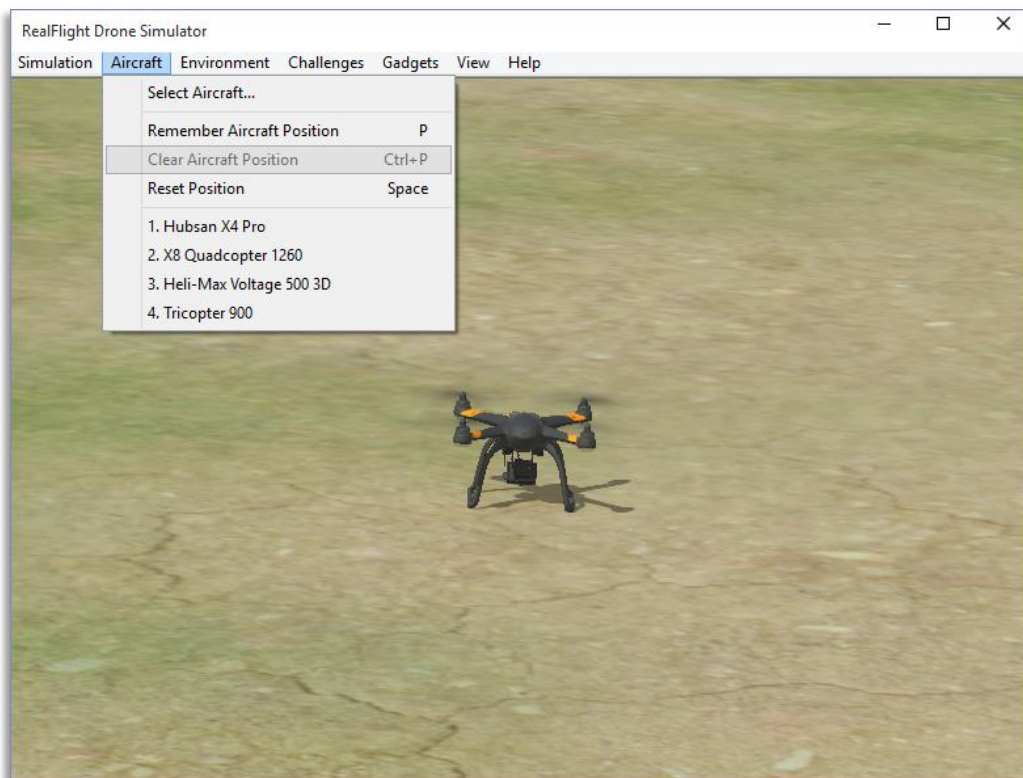 RealFlight Drone Simulator
Simulation Aircraft Environment Challenges Gadgets View Help
Select Aircraft...
Remember Aircraft Position P
Clear Aircraft Position Ctrl+P
Reset Position Space
1. Hubsan X4 Pro
2. X8 Quadcopter 1260
3. Heli-Max Voltage 500 3D
4. Tricopter 900